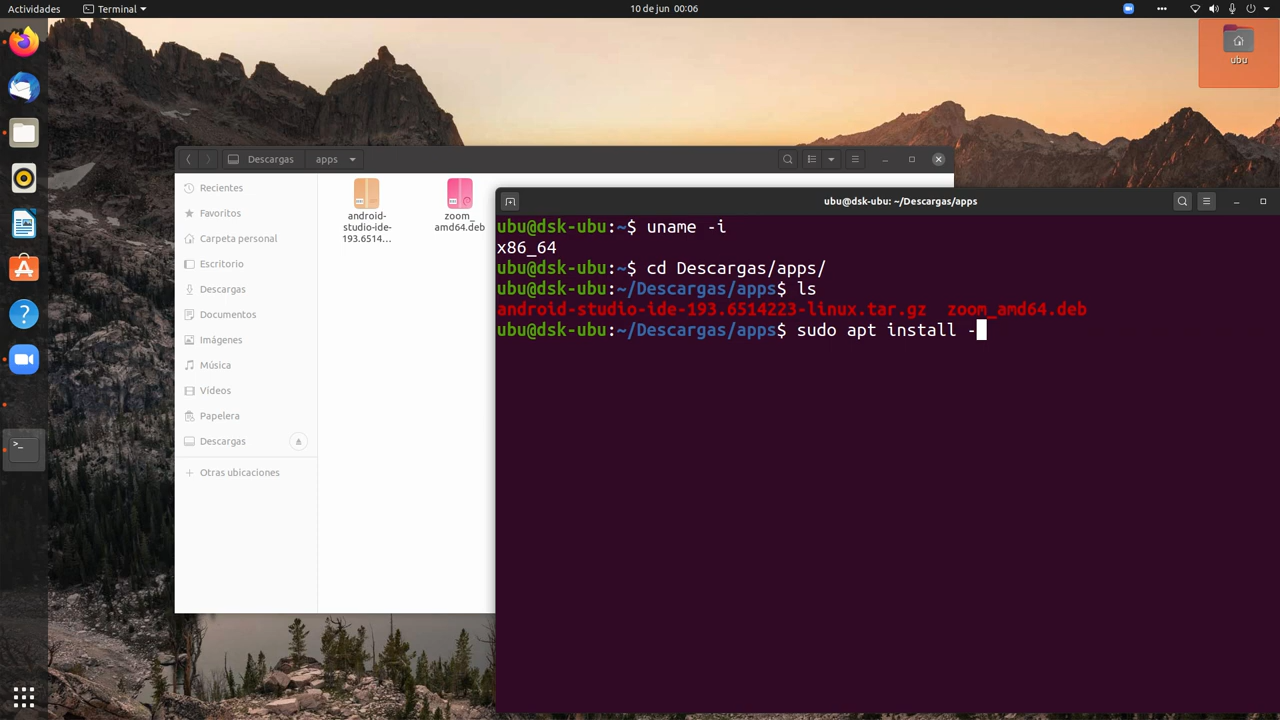 Actividades
Terminal
10 de jun 00:06
ubu
Descargas
apps
Recientes
Favoritos
Carpeta personal
Escritorio
Descargas
Documentos
Imágenes
Música
Vídeos
Papelera
Descargas
Otras ubicaciones
android-
studio-ide-
193.6514...
zoom_
amd64.deb
ubu@dsk-ubu: ~/Descargas/apps
ubu@dsk-ubu:~$ uname -i
x86_64
ubu@dsk-ubu:~$ cd Descargas/apps/
ubu@dsk-ubu:~/Descargas/apps$ ls
android-studio-ide-193.6514223-linux.tar.gz  zoom_amd64.deb
ubu@dsk-ubu:~/Descargas/apps$ sudo apt install -